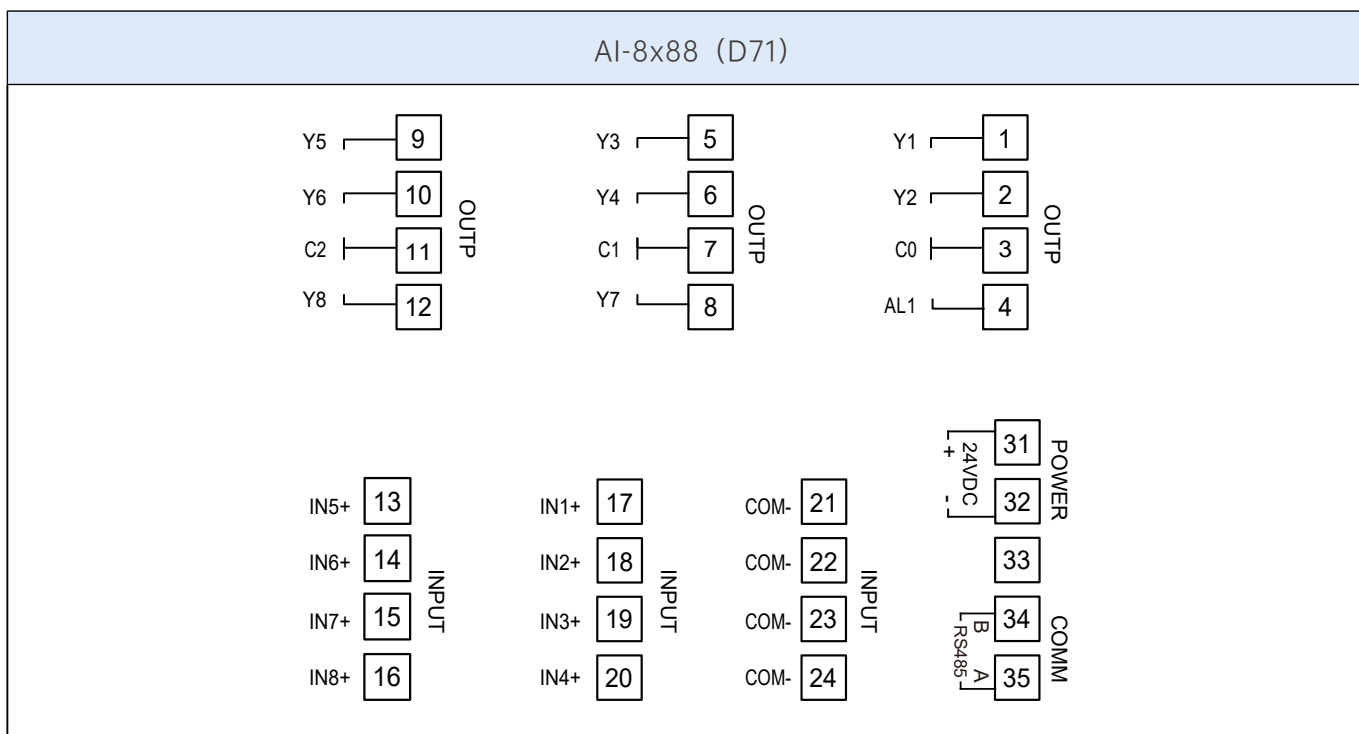 AI-8x88（D71）
Y5 9
Y6 10
C2 11
Y8 12
OUTP
Y3 5
Y4 6
C1 7
Y7 8
OUTP
Y1 1
Y2 2
C0 3
AL1 4
OUTP
IN5+ 13
IN6+ 14
IN7+ 15
IN8+ 16
INPUT
IN1+ 17
IN2+ 18
IN3+ 19
IN4+ 20
INPUT
COM- 21
COM- 22
COM- 23
COM- 24
INPUT
+ 24VDC -
31
32
POWER
33
B A
RS485
34
35
COMM